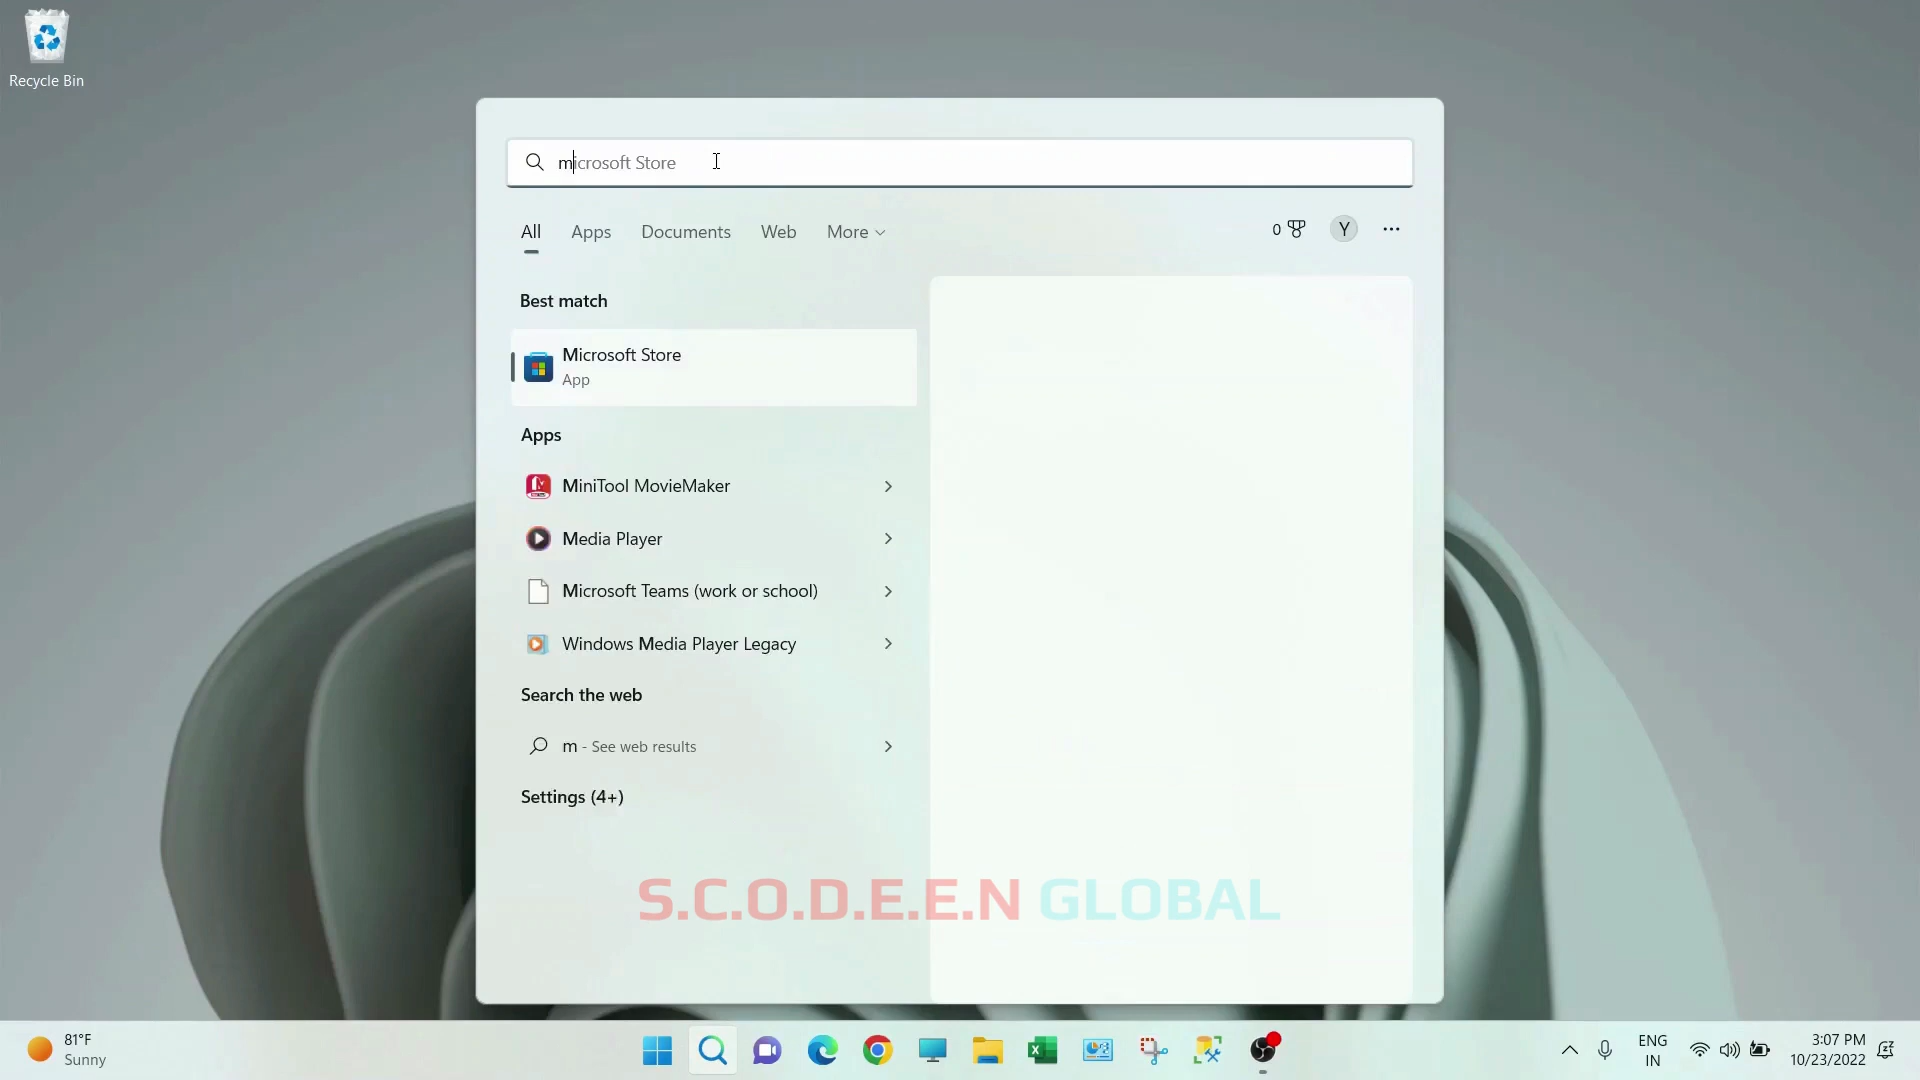 Recycle Bin
microsoft Store
All Apps Documents Web More
0 Y
Best match
Microsoft Store
App
Apps
MiniTool MovieMaker
Media Player
Microsoft Teams (work or school)
Windows Media Player Legacy
Search the web
m - See web results
Settings (4+)
S.C.O.D.E.E.N GLOBAL
81°F
Sunny
ENG
IN
3:07 PM
10/23/2022